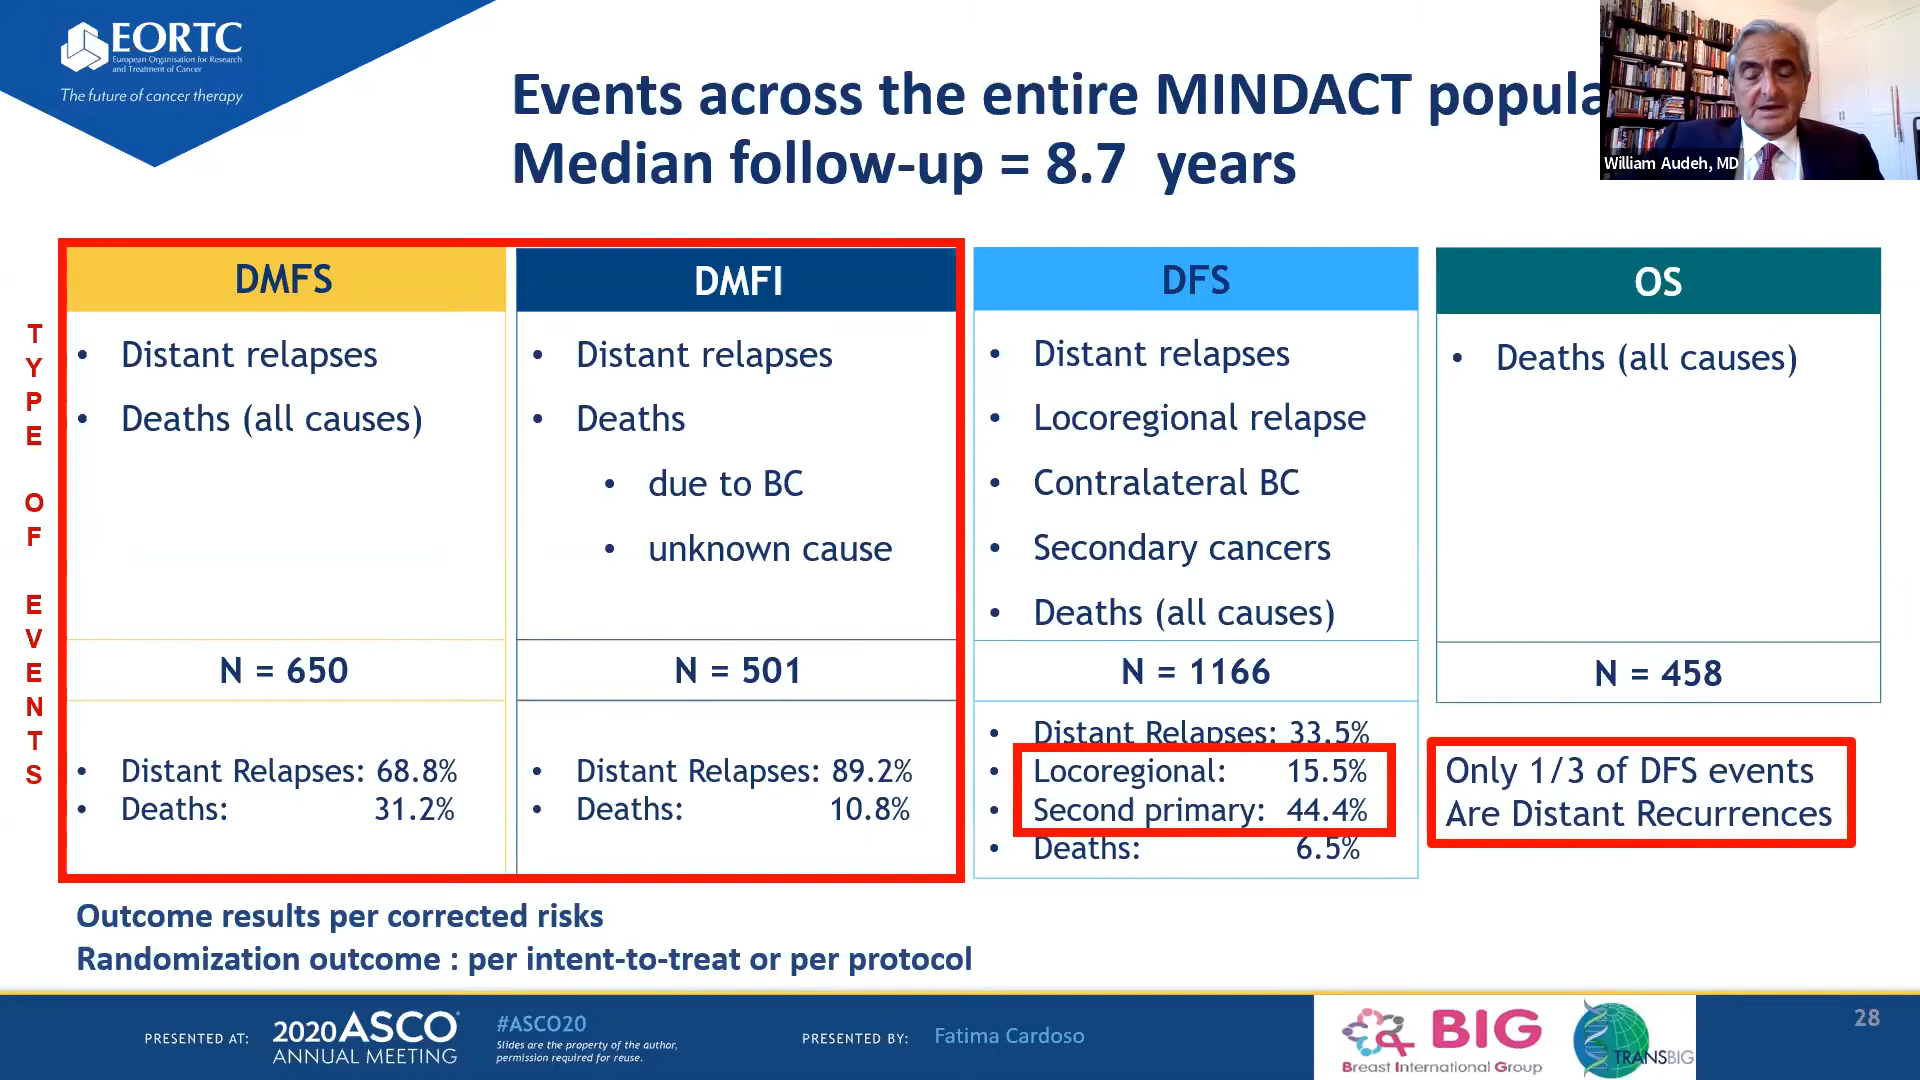 EORTC
European Organisation for Research
and Treatment of Cancer
The future of cancer therapy
Events across the entire MINDACT popula
Median follow-up = 8.7 years
William Audeh, MD
TYPE OF EVENTS
DMFS
• Distant relapses
• Deaths (all causes)
N = 650
• Distant Relapses: 68.8%
• Deaths: 31.2%
DMFI
• Distant relapses
• Deaths
• due to BC
• unknown cause
N = 501
• Distant Relapses: 89.2%
• Deaths: 10.8%
DFS
• Distant relapses
• Locoregional relapse
• Contralateral BC
• Secondary cancers
• Deaths (all causes)
N = 1166
• Distant Relapses: 33.5%
• Locoregional: 15.5%
• Second primary: 44.4%
• Deaths: 6.5%
OS
• Deaths (all causes)
N = 458
Only 1/3 of DFS events
Are Distant Recurrences
Outcome results per corrected risks
Randomization outcome : per intent-to-treat or per protocol
PRESENTED AT:
2020 ASCO
ANNUAL MEETING
#ASCO20
Slides are the property of the author,
permission required for reuse.
PRESENTED BY:
Fatima Cardoso
BIG
Breast International Group
TRANSBIG
28